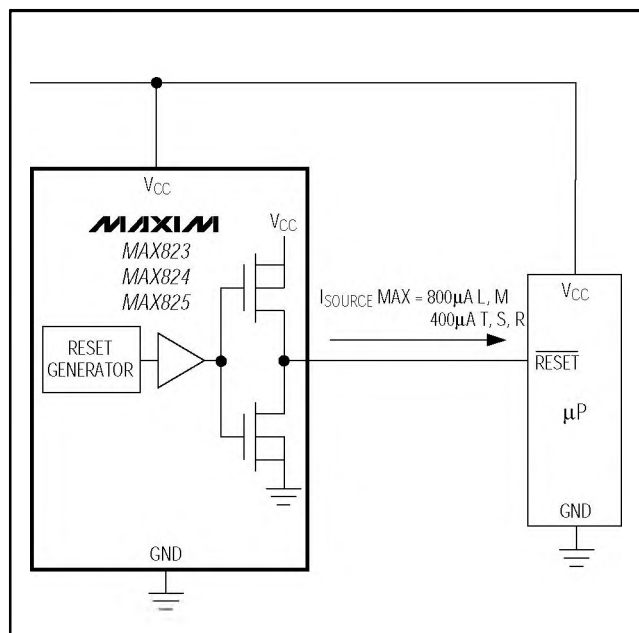 VCC
MAXIM
MAX823
MAX824
MAX825
VCC
RESET
GENERATOR
ISOURCE MAX = 800µA L, M
400µA T, S, R
VCC
RESET
µP
GND
GND